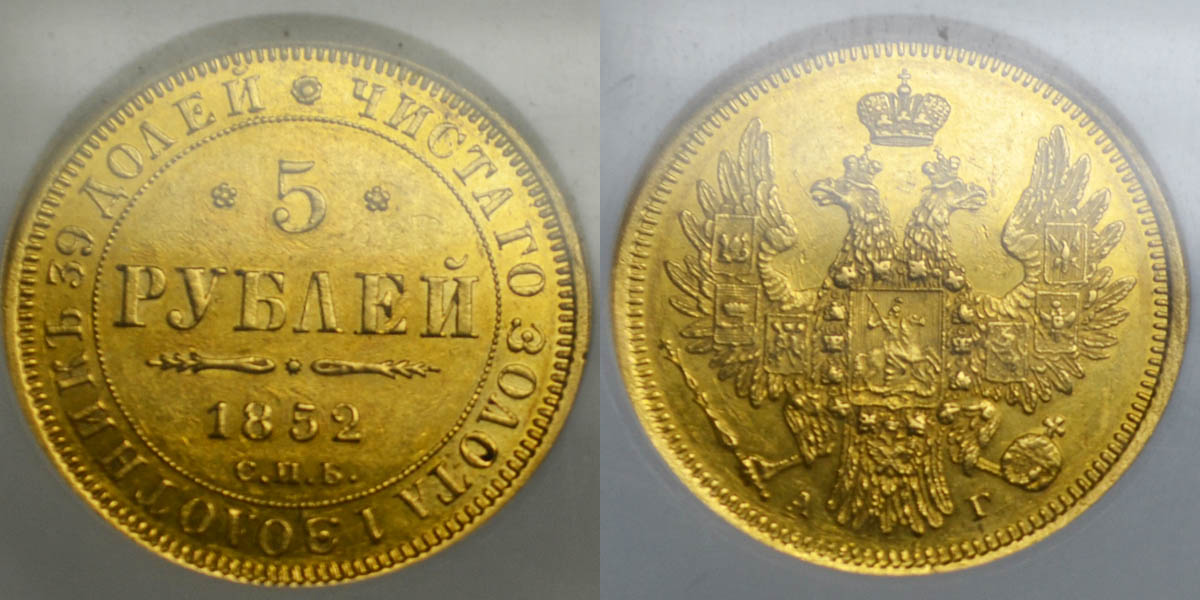 ЧИСТАГО ЗОЛОТА 1 ЗОЛОТНИКЪ 39 ДОЛЕЙ
5
РУБЛЕЙ
1852
С.П.Б.
А Г